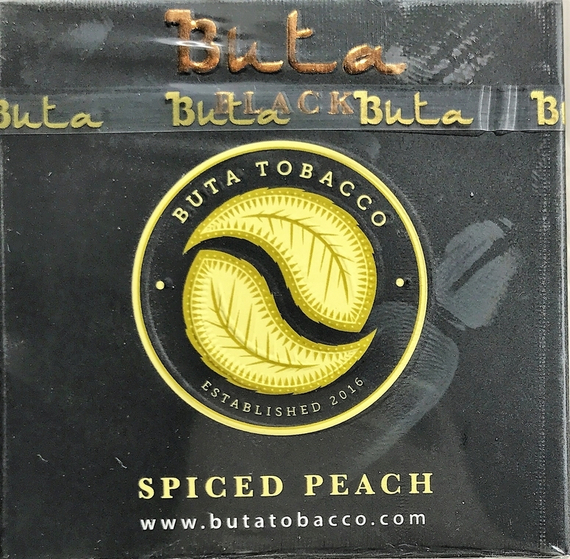 Buta
BLACK
Buta Buta Buta B
BUTA TOBACCO
ESTABLISHED 2016
SPICED PEACH
www.butatobacco.com